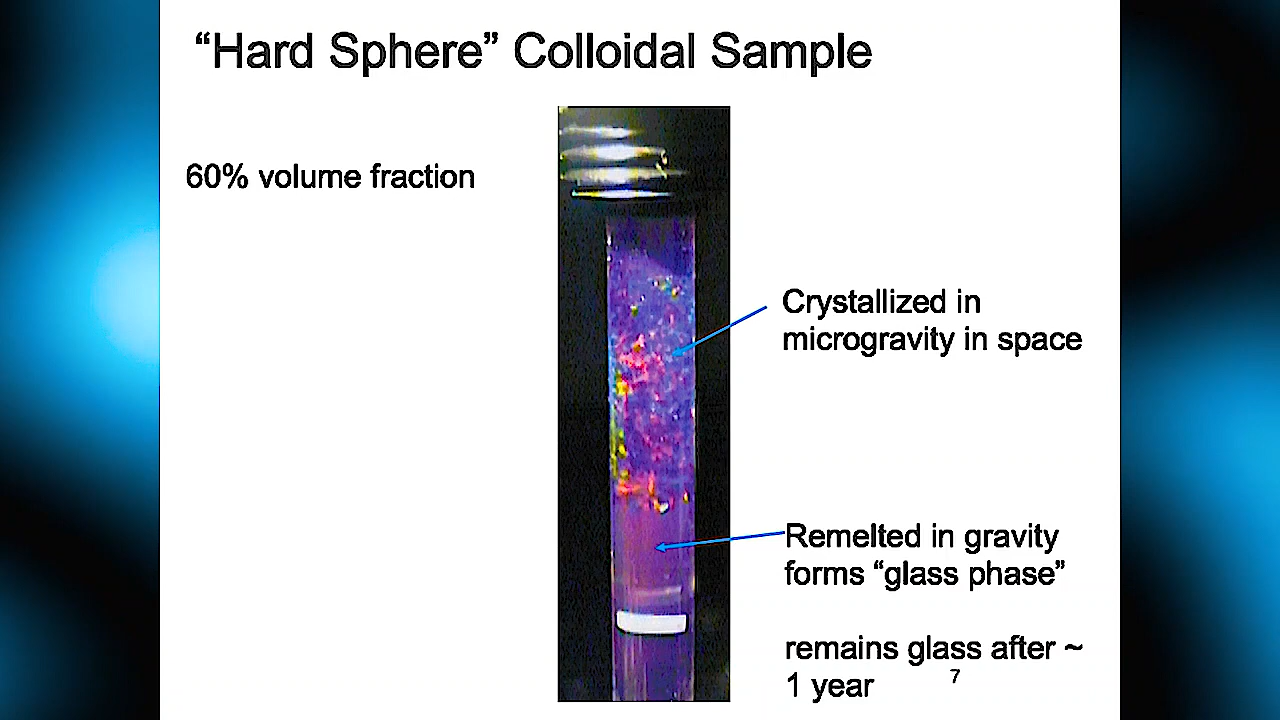 “Hard Sphere” Colloidal Sample
60% volume fraction
Crystallized in
microgravity in space
Remelted in gravity
forms “glass phase”
remains glass after ~
1 year
7